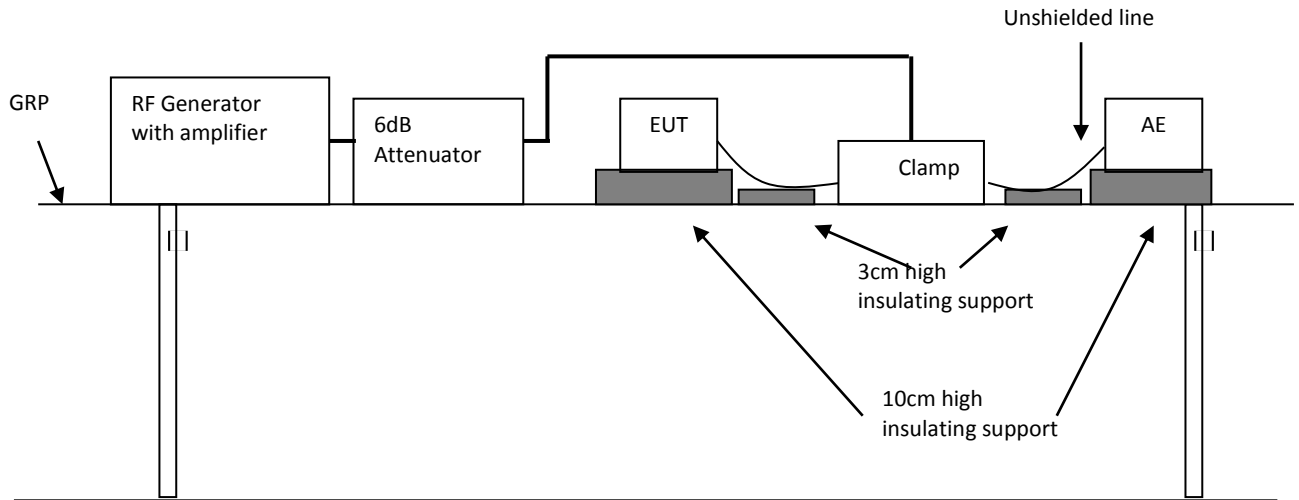 Unshielded line
GRP
RF Generator
with amplifier
6dB
Attenuator
EUT
Clamp
AE
3cm high
insulating support
10cm high
insulating support